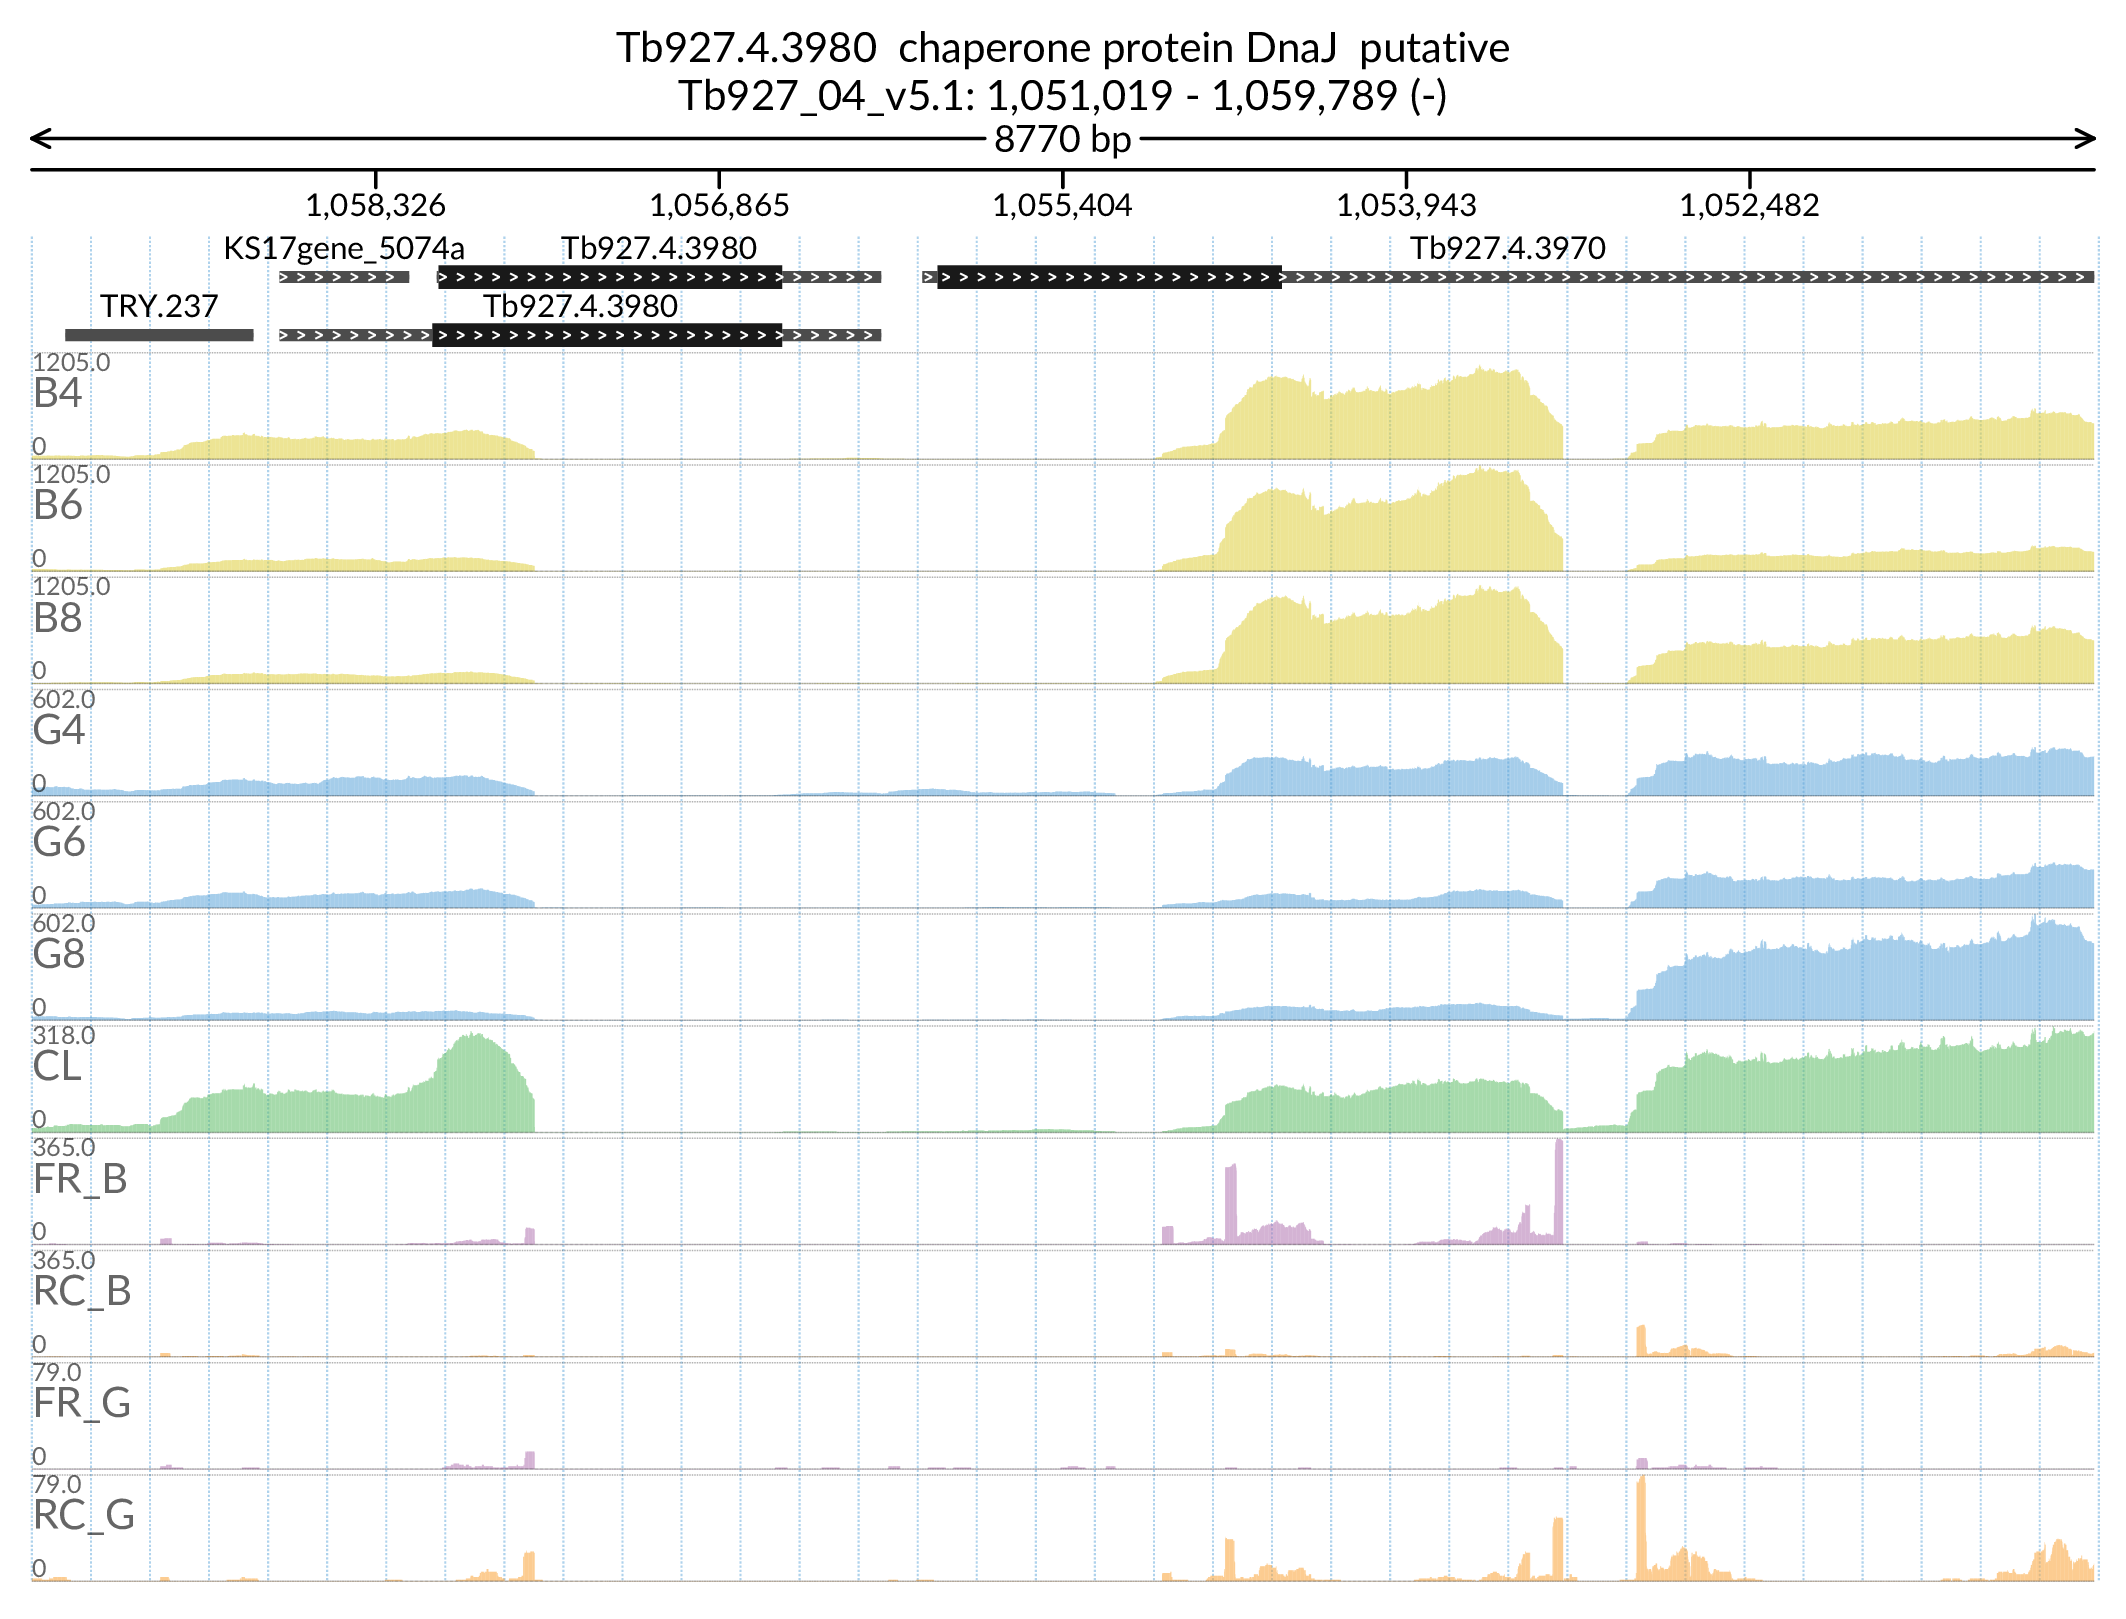 Tb927.4.3980 chaperone protein DnaJ putative
Tb927_04_v5.1: 1,051,019 - 1,059,789 (-)
8770 bp
1,058,326 1,056,865 1,055,404 1,053,943 1,052,482
KS17gene_5074a Tb927.4.3980 Tb927.4.3970
TRY.237 Tb927.4.3980
1205.0
B4
0
1205.0
B6
0
1205.0
B8
0
602.0
G4
0
602.0
G6
0
602.0
G8
0
318.0
CL
0
365.0
FR_B
0
365.0
RC_B
0
79.0
FR_G
0
79.0
RC_G
0